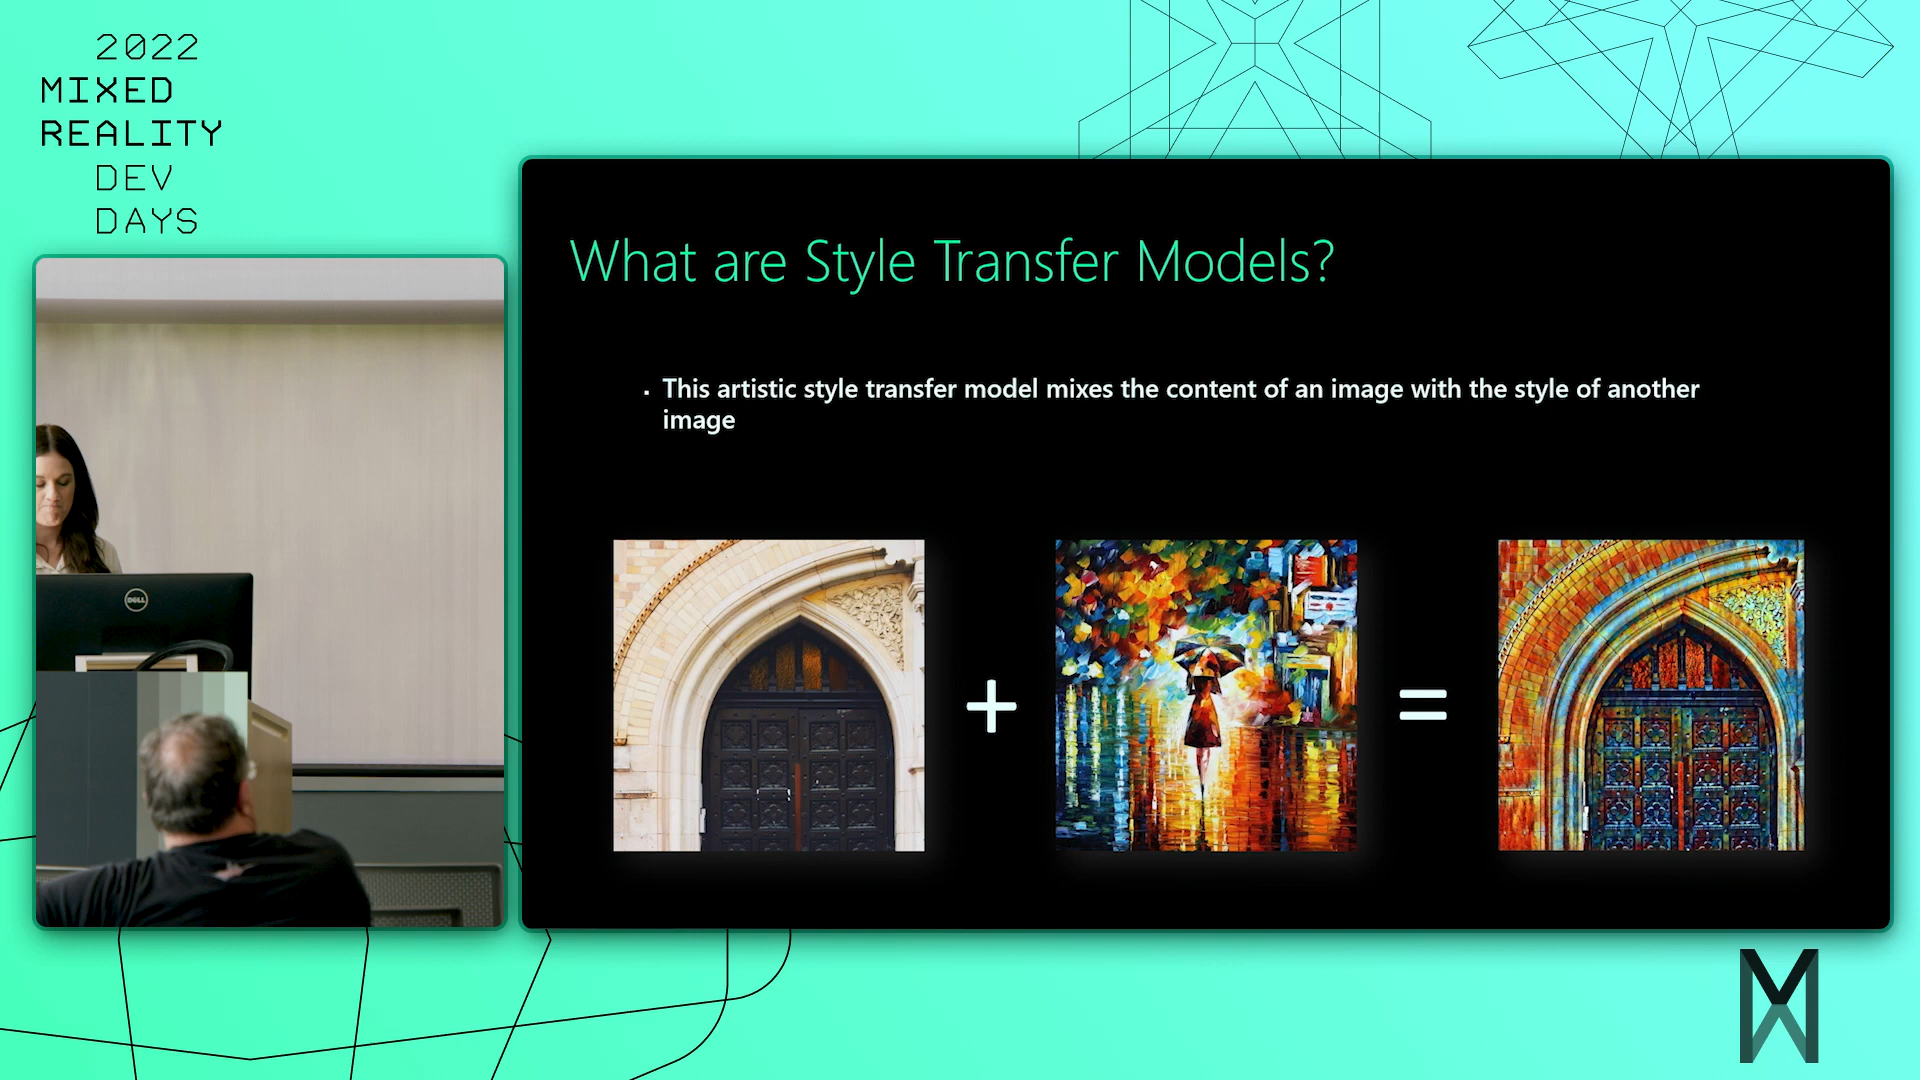 2022
MIXED
REALITY
DEV
DAYS
What are Style Transfer Models?
▪ This artistic style transfer model mixes the content of an image with the style of another
image
+
=
DELL